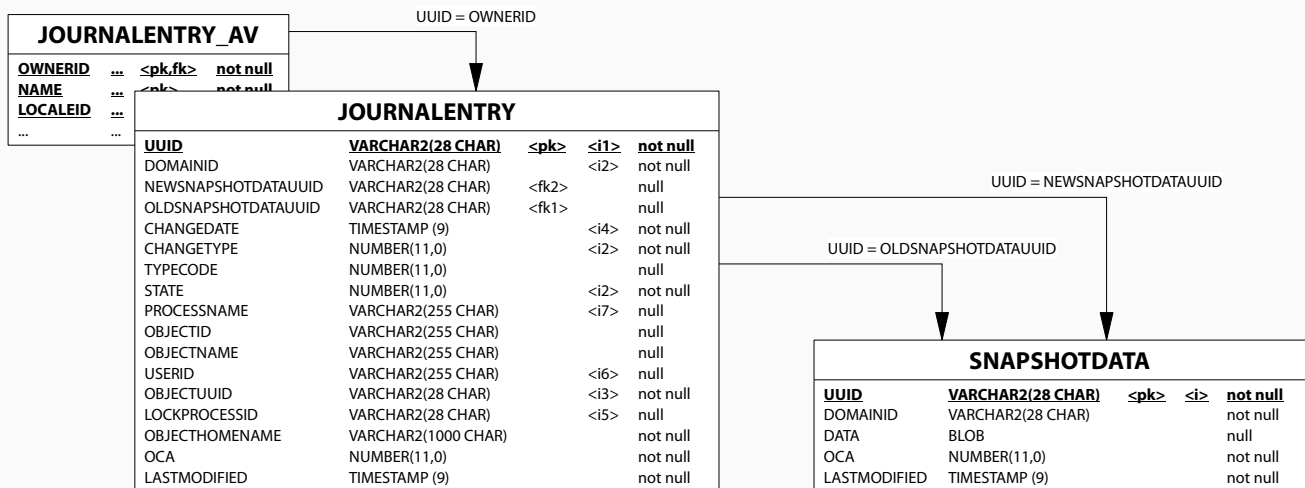 UUID = OWNERID
JOURNALENTRY_AV
OWNERID ... <pk,fk> not null
NAME ... <pk> not null
LOCALEID ...
... ...
JOURNALENTRY
UUID VARCHAR2(28 CHAR) <pk> <i1> not null
DOMAINID VARCHAR2(28 CHAR) <i2> not null
NEWSNAPSHOTDATAUUID VARCHAR2(28 CHAR) <fk2> null
OLDSNAPSHOTDATAUUID VARCHAR2(28 CHAR) <fk1> null
CHANGEDATE TIMESTAMP (9) <i4> not null
CHANGETYPE NUMBER(11,0) <i2> not null
TYPECODE NUMBER(11,0) null
STATE NUMBER(11,0) <i2> not null
PROCESSNAME VARCHAR2(255 CHAR) <i7> null
OBJECTID VARCHAR2(255 CHAR) null
OBJECTNAME VARCHAR2(255 CHAR) null
USERID VARCHAR2(255 CHAR) <i6> null
OBJECTUUID VARCHAR2(28 CHAR) <i3> not null
LOCKPROCESSID VARCHAR2(28 CHAR) <i5> null
OBJECTHOMENAME VARCHAR2(1000 CHAR) not null
OCA NUMBER(11,0) not null
LASTMODIFIED TIMESTAMP (9) not null
UUID = NEWSNAPSHOTDATAUUID
UUID = OLDSNAPSHOTDATAUUID
SNAPSHOTDATA
UUID VARCHAR2(28 CHAR) <pk> <i> not null
DOMAINID VARCHAR2(28 CHAR) not null
DATA BLOB null
OCA NUMBER(11,0) not null
LASTMODIFIED TIMESTAMP (9) not null